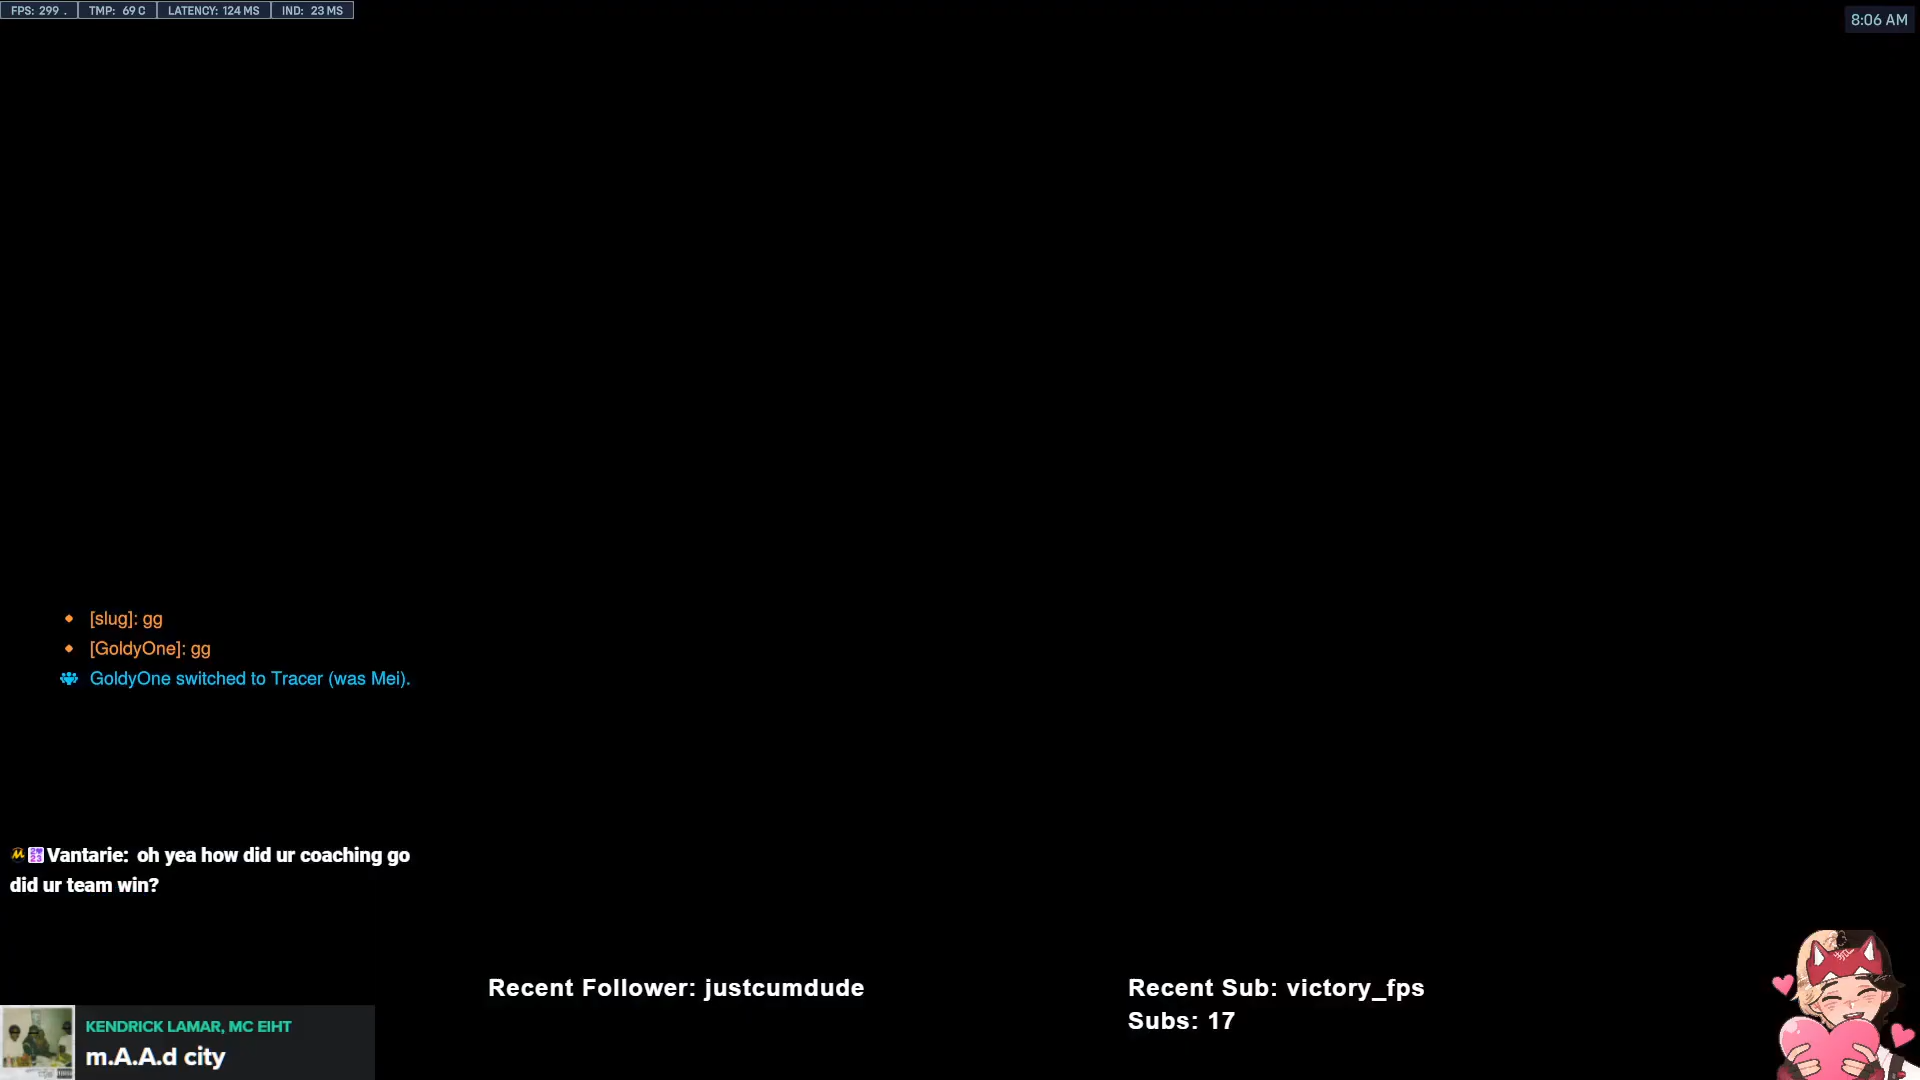 FPS: 299 . TMP: 69 C LATENCY: 124 MS IND: 23 MS
8:06 AM
[slug]: gg
[GoldyOne]: gg
GoldyOne switched to Tracer (was Mei).
Vantarie: oh yea how did ur coaching go
did ur team win?
Recent Follower: justcumdude
Recent Sub: victory_fps
Subs: 17
KENDRICK LAMAR, MC EIHT
m.A.A.d city